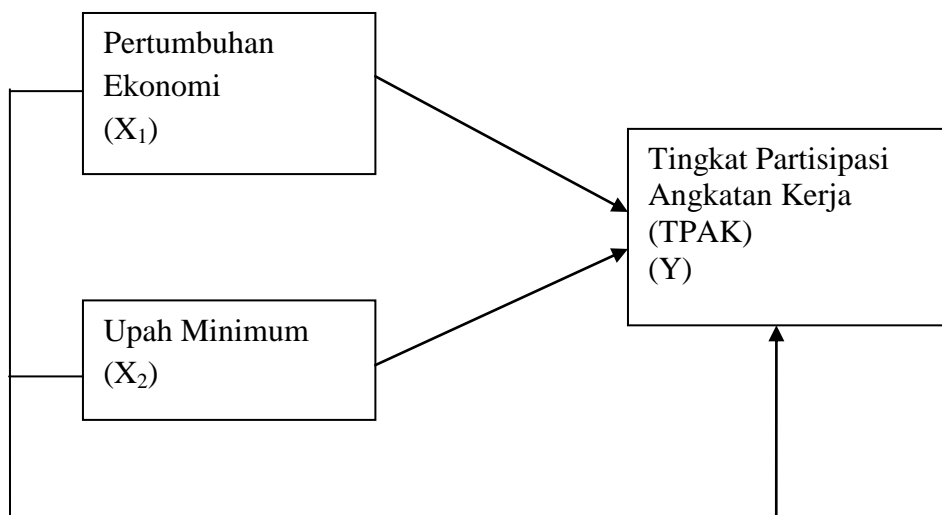 Pertumbuhan
Ekonomi
(X₁)
Tingkat Partisipasi
Angkatan Kerja
(TPAK)
(Y)
Upah Minimum
(X₂)